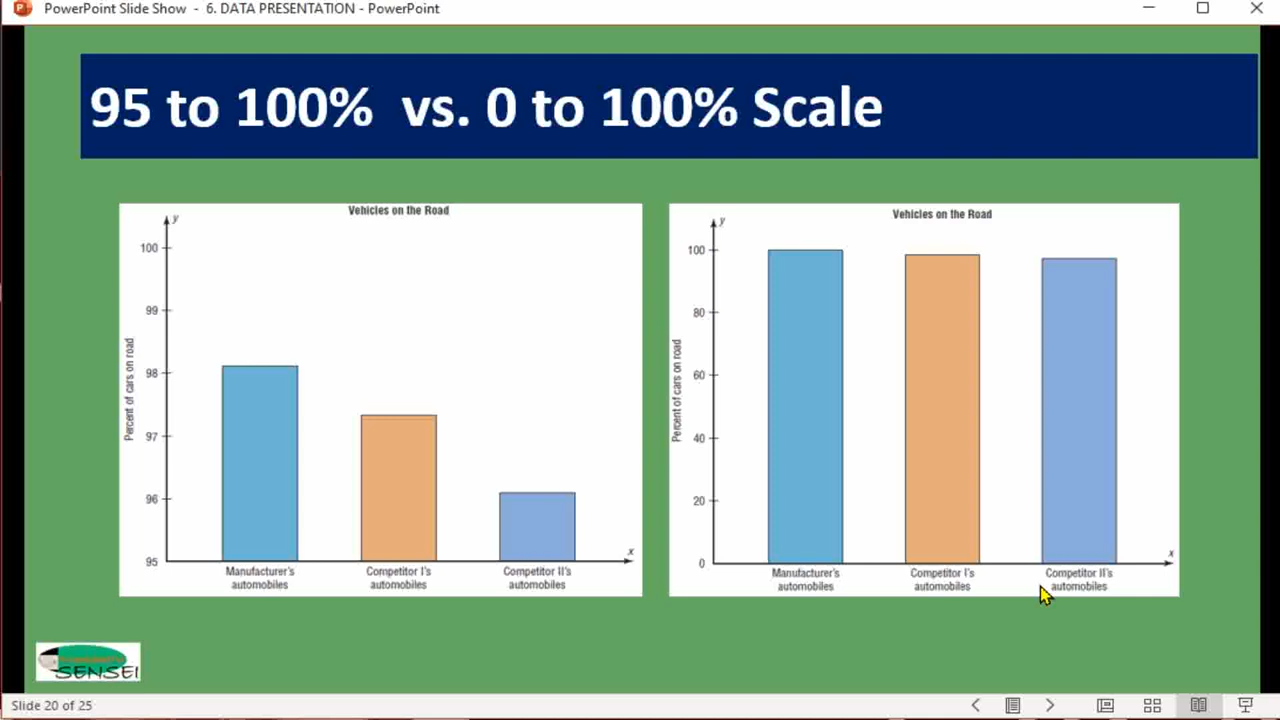 PowerPoint Slide Show - 6. DATA PRESENTATION - PowerPoint
95 to 100% vs. 0 to 100% Scale
Vehicles on the Road
y
100
99
98
97
96
95
Percent of cars on road
x
Manufacturer's
automobiles
Competitor I's
automobiles
Competitor II's
automobiles
Vehicles on the Road
y
100
80
60
40
20
0
Percent of cars on road
x
Manufacturer's
automobiles
Competitor I's
automobiles
Competitor II's
automobiles
SENSEI
Slide 20 of 25